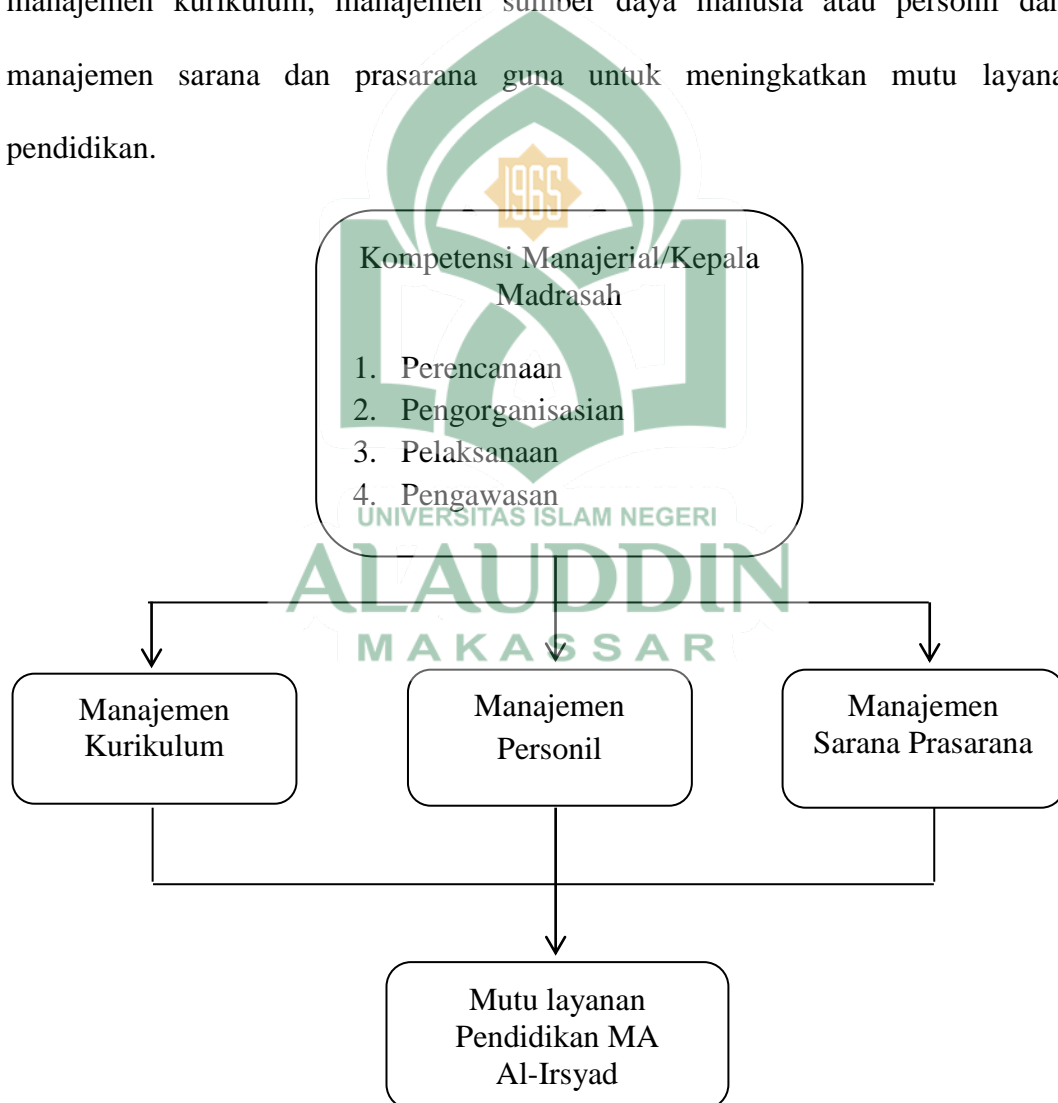 manajemen kurikulum, manajemen sumber daya manusia atau personil dan
manajemen sarana dan prasarana guna untuk meningkatkan mutu layana
pendidikan.
1965
Kompetensi Manajerial/Kepala
Madrasah
1. Perencanaan
2. Pengorganisasian
3. Pelaksanaan
4. Pengawasan
UNIVERSITAS ISLAM NEGERI
ALAUDDIN
MAKASSAR
Manajemen
Kurikulum
Manajemen
Personil
Manajemen
Sarana Prasarana
Mutu layanan
Pendidikan MA
Al-Irsyad